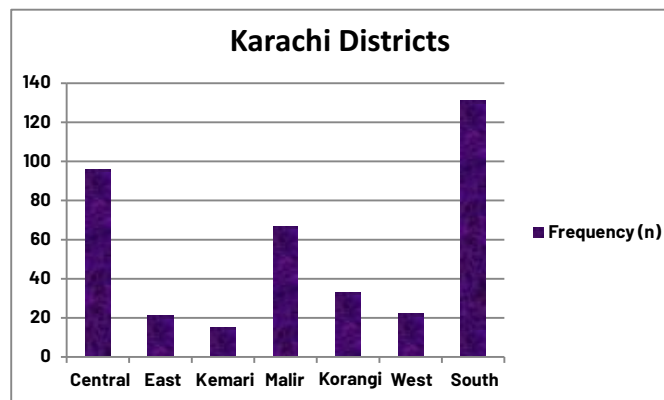 Karachi Districts
140
120
100
80
60
40
20
0
Central East Kemari Malir Korangi West South
Frequency (n)